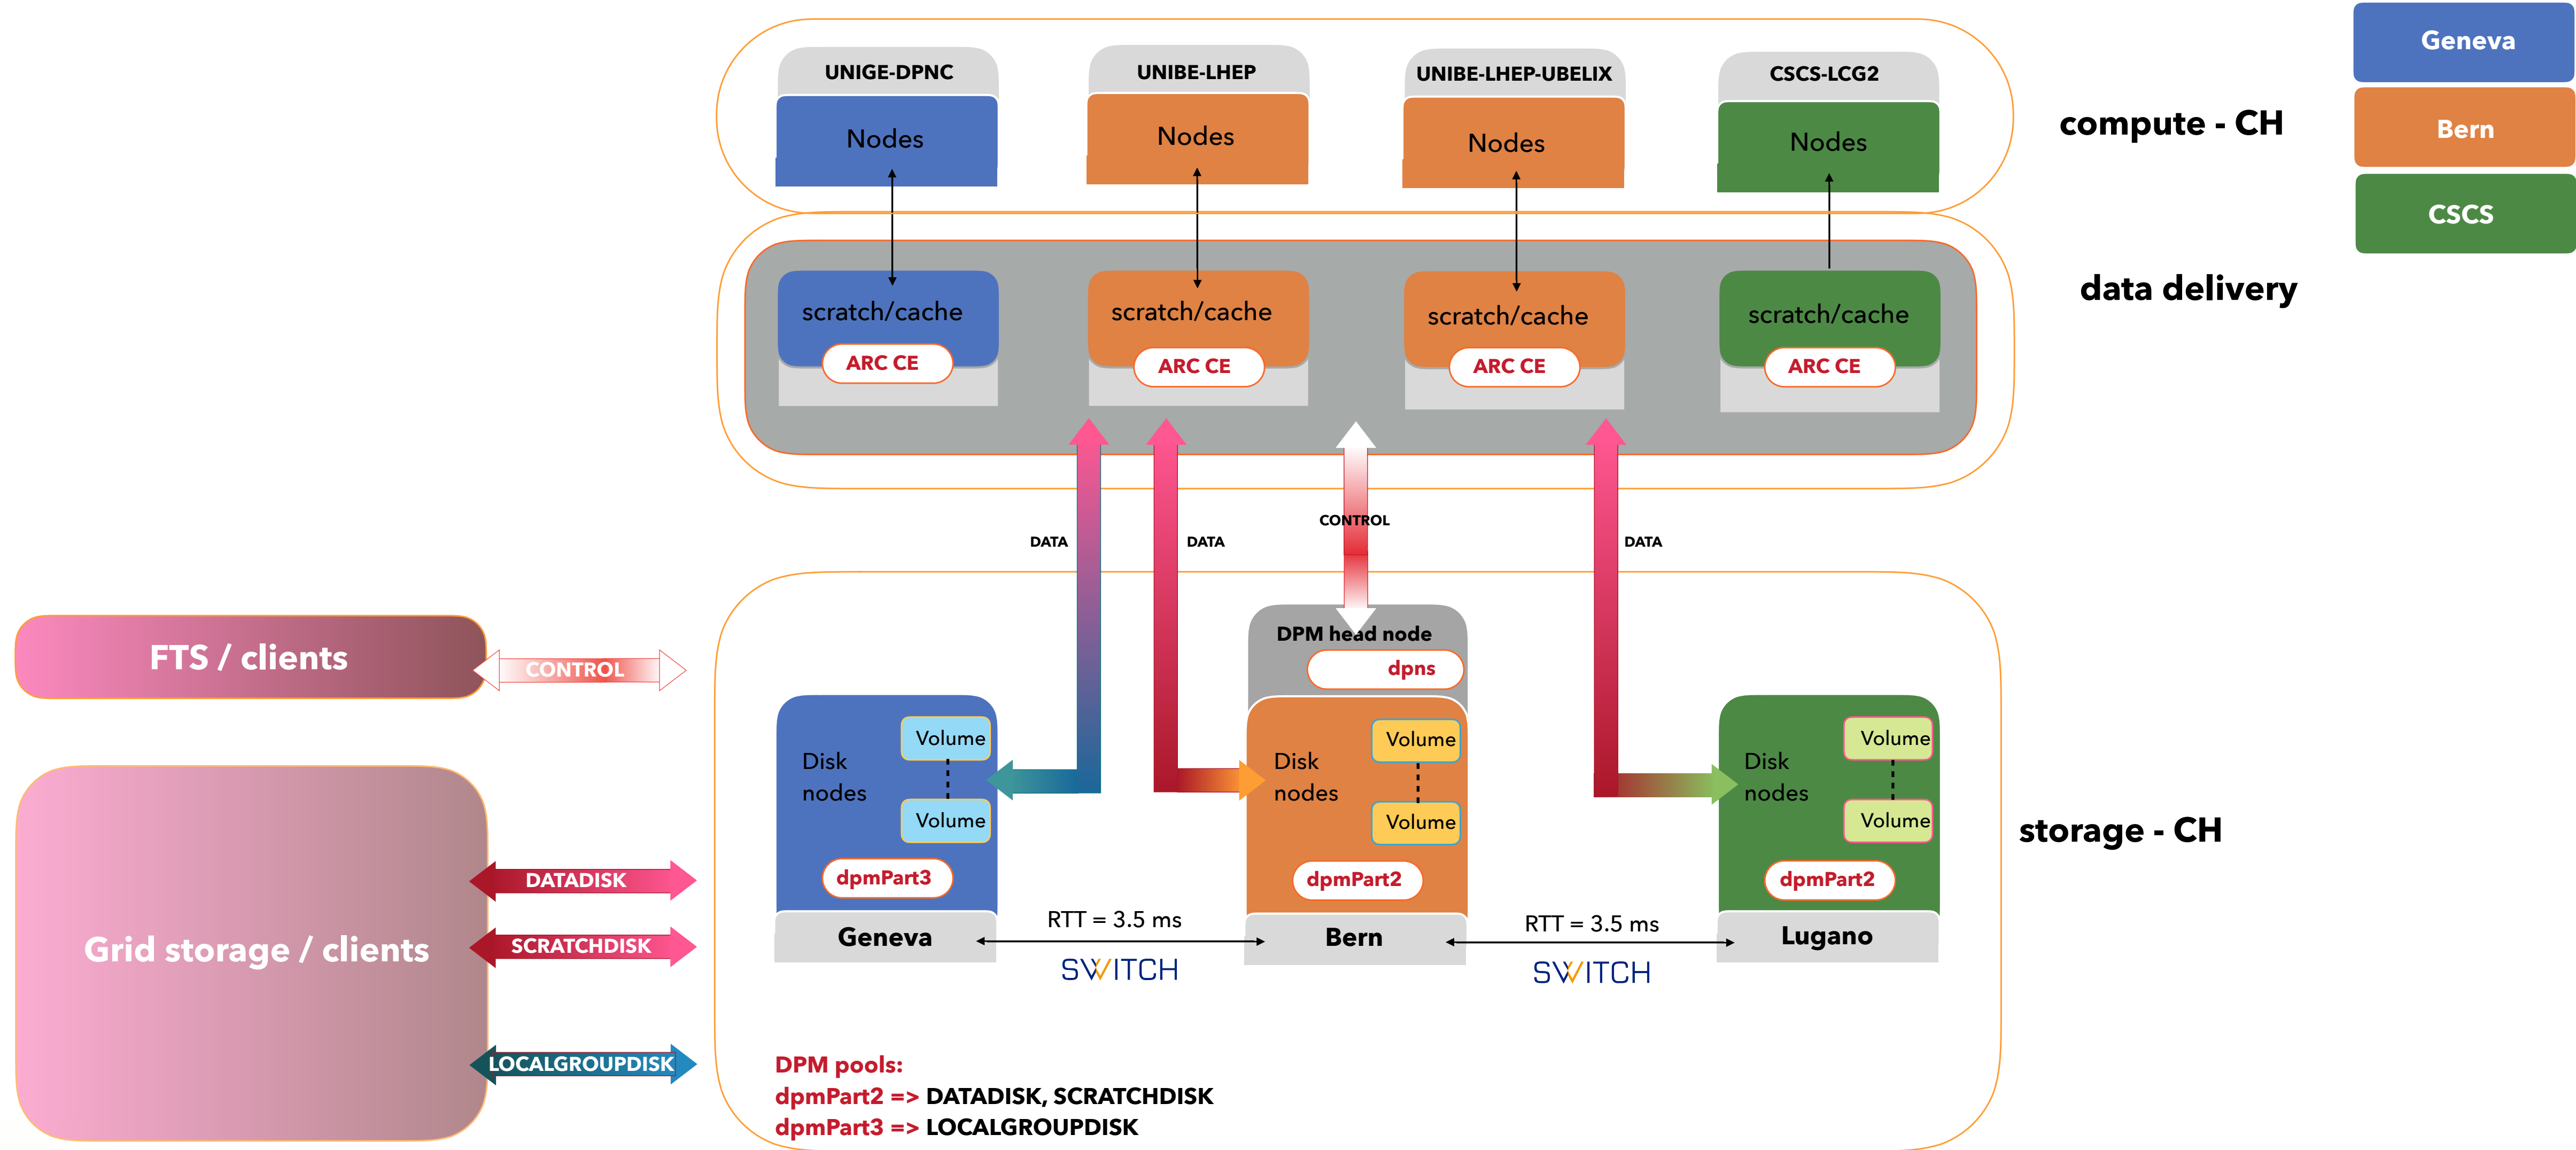 UNIGE-DPNC
UNIBE-LHEP
UNIBE-LHEP-UBELIX
CSCS-LCG2
Nodes
Nodes
Nodes
Nodes
compute - CH
Geneva
Bern
CSCS
scratch/cache
scratch/cache
scratch/cache
scratch/cache
ARC CE
ARC CE
ARC CE
ARC CE
data delivery
DATA
DATA
CONTROL
DATA
FTS / clients
CONTROL
Grid storage / clients
DATADISK
SCRATCHDISK
LOCALGROUPDISK
DPM head node
dpns
Disk
nodes
Volume
Volume
dpmPart3
Geneva
Disk
nodes
Volume
Volume
dpmPart2
Bern
Disk
nodes
Volume
Volume
dpmPart2
Lugano
RTT = 3.5 ms
SWITCH
RTT = 3.5 ms
SWITCH
storage - CH
DPM pools:
dpmPart2 => DATADISK, SCRATCHDISK
dpmPart3 => LOCALGROUPDISK